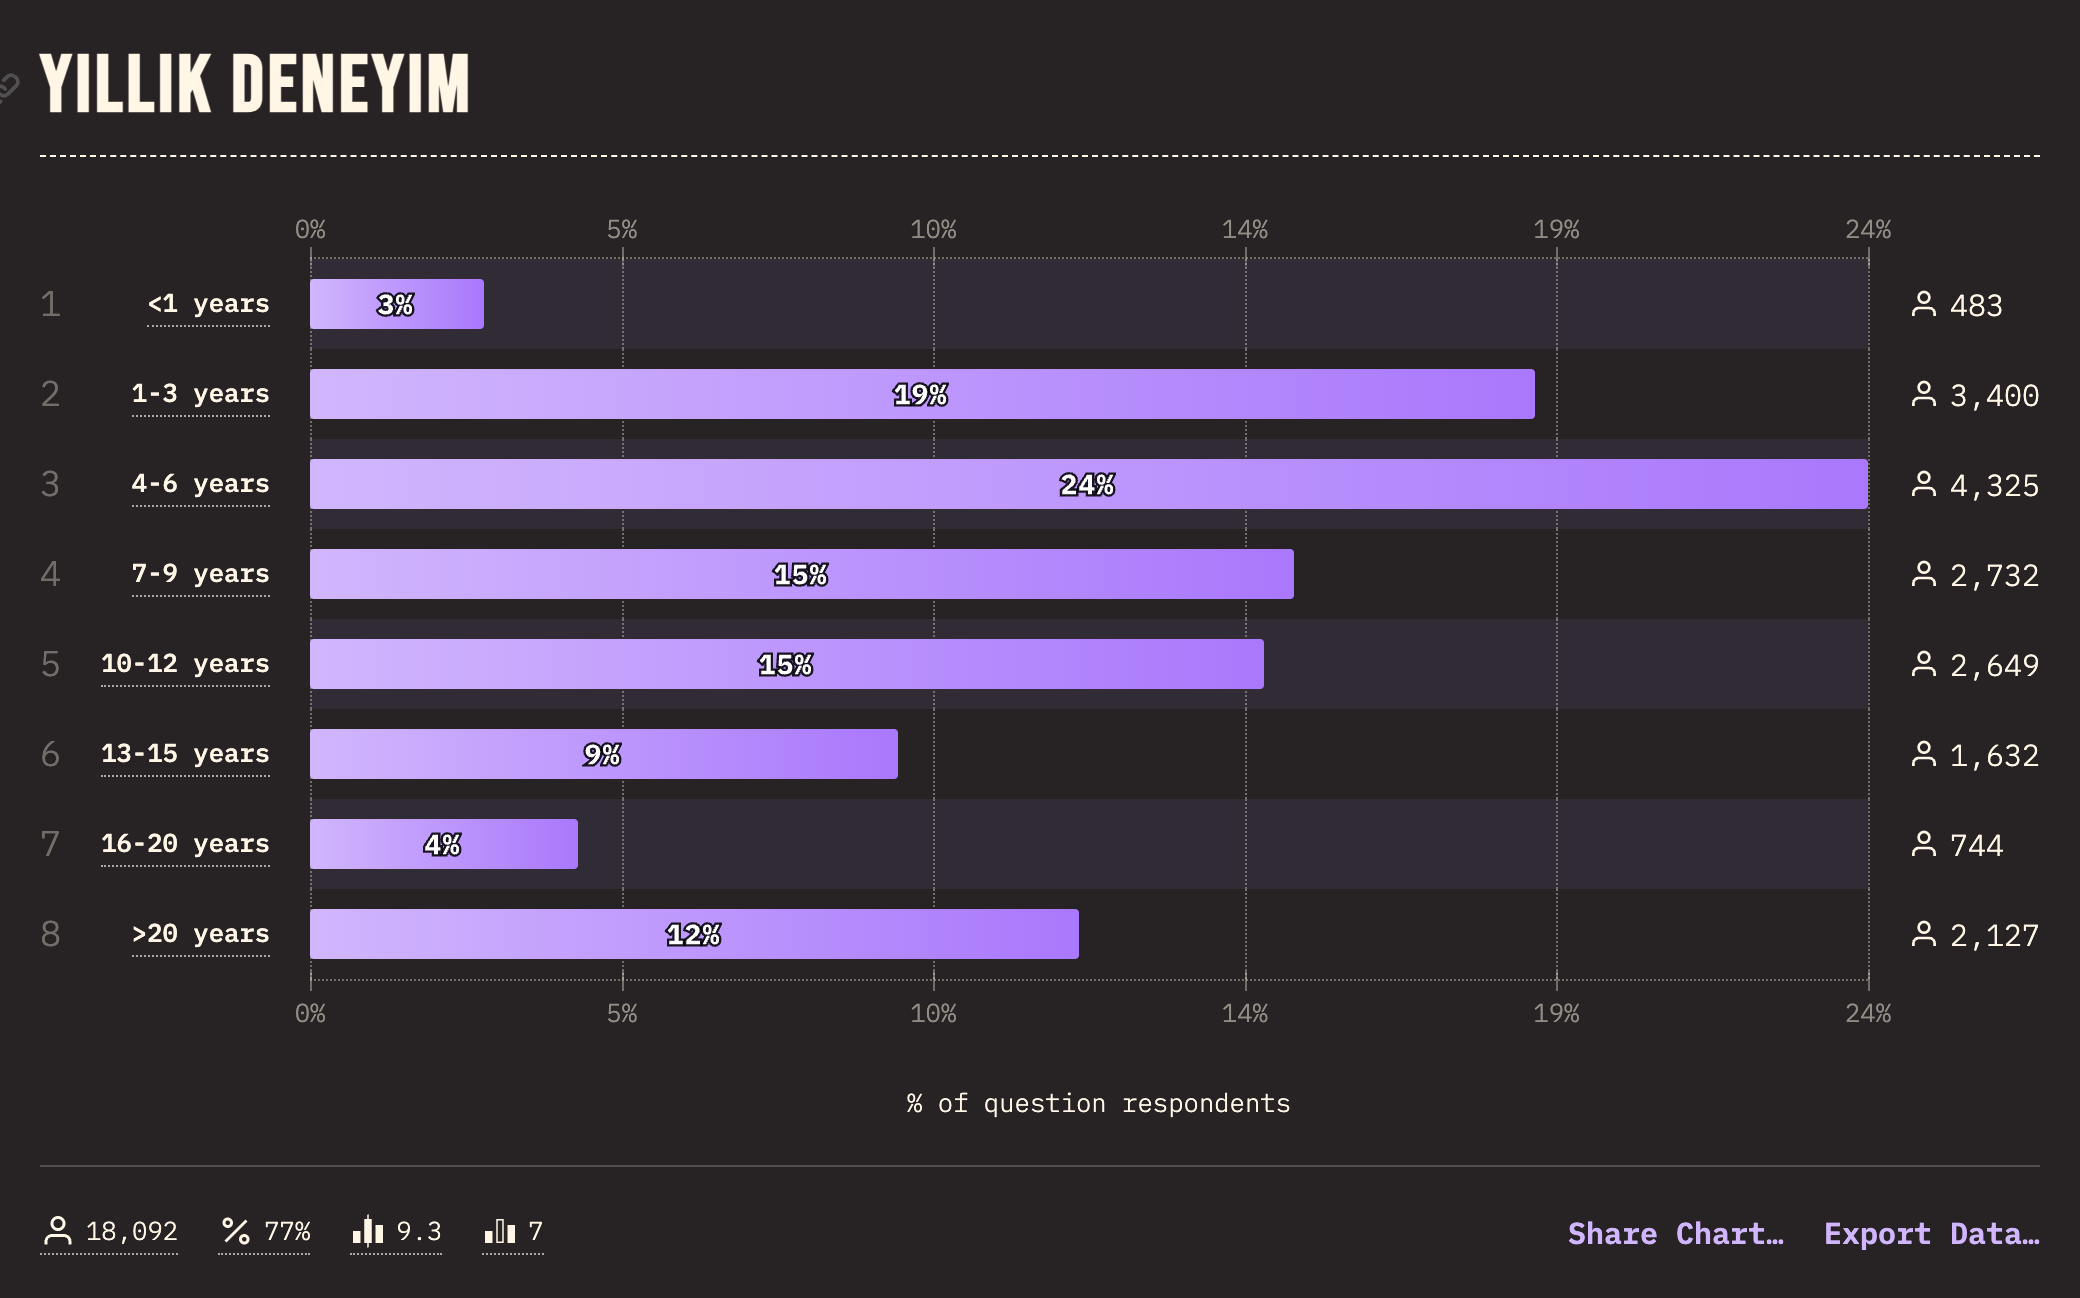 YILLIK DENEYIM
0% 5% 10% 14% 19% 24%
1 <1 years 3% 483
2 1-3 years 19% 3,400
3 4-6 years 24% 4,325
4 7-9 years 15% 2,732
5 10-12 years 15% 2,649
6 13-15 years 9% 1,632
7 16-20 years 4% 744
8 >20 years 12% 2,127
0% 5% 10% 14% 19% 24%
% of question respondents
18,092 77% 9.3 7 Share Chart… Export Data…